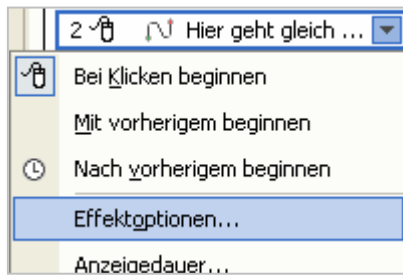 2 Hier geht gleich ...
Bei Klicken beginnen
Mit vorherigem beginnen
Nach vorherigem beginnen
Effektoptionen...
Anzeigedauer...